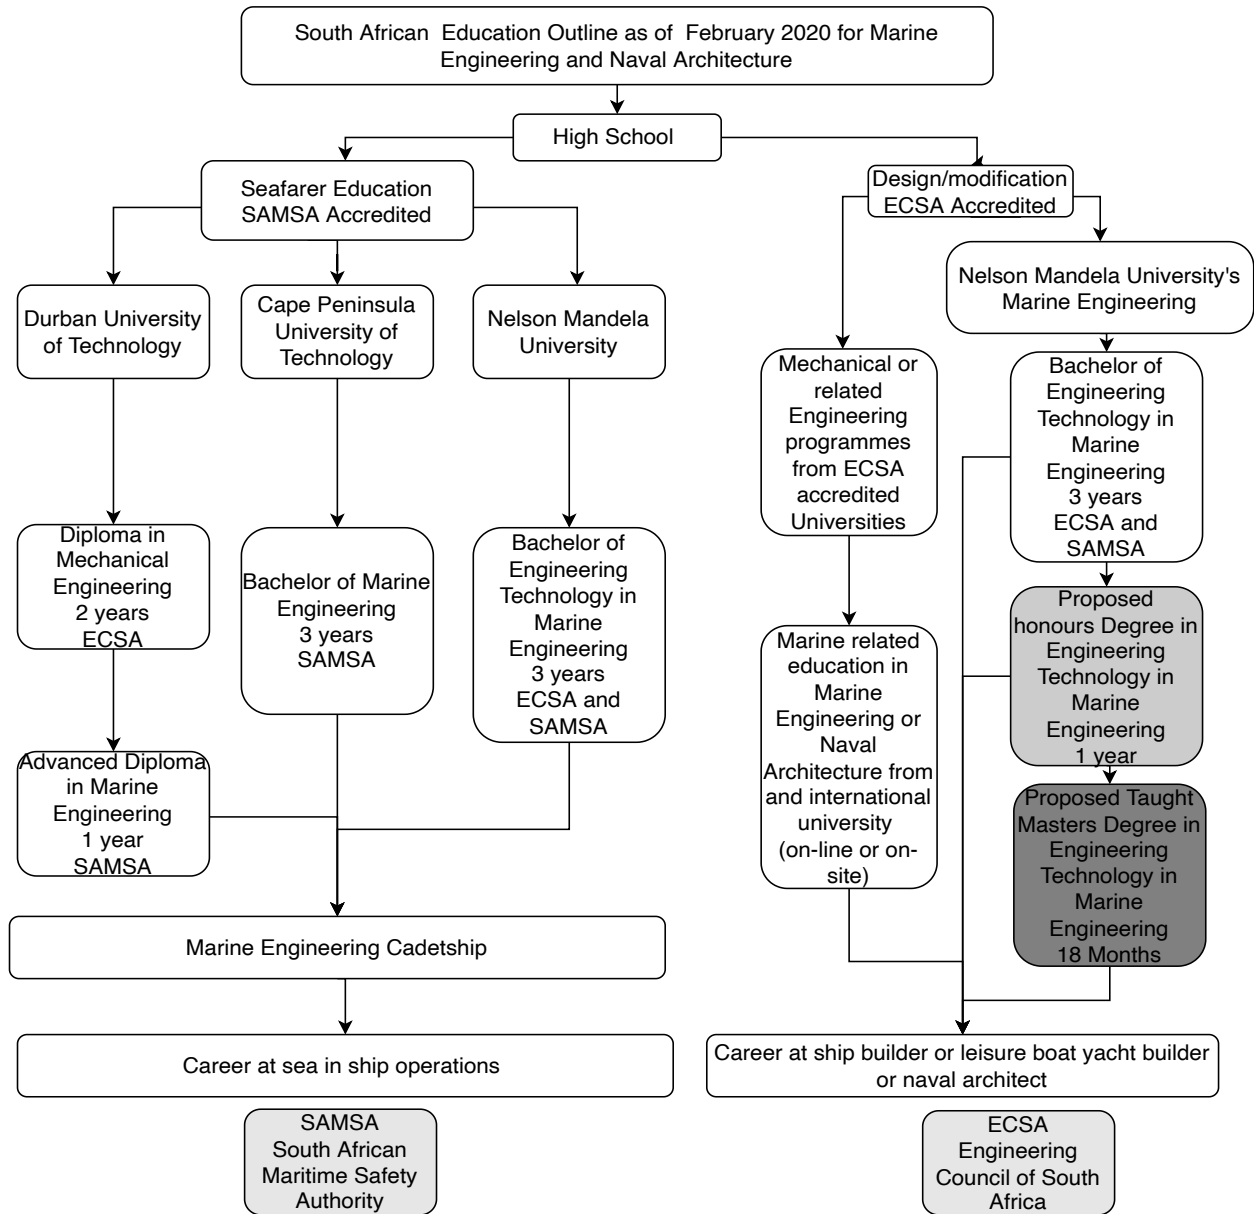 South African  Education Outline as of  February 2020 for Marine
Engineering and Naval Architecture
High School
Seafarer Education
SAMSA Accredited
Design/modification
ECSA Accredited
Durban University
of Technology
Cape Peninsula
University of
Technology
Nelson Mandela
University
Nelson Mandela University's
Marine Engineering
Mechanical or
related
Engineering
programmes
from ECSA
accredited
Universities
Bachelor of
Engineering
Technology in
Marine
Engineering
3 years
ECSA and
SAMSA
Diploma in
Mechanical
Engineering
2 years
ECSA
Bachelor of Marine
Engineering
3 years
SAMSA
Bachelor of
Engineering
Technology in
Marine
Engineering
3 years
ECSA and
SAMSA
Marine related
education in
Marine
Engineering or
Naval
Architecture from
and international
university
(on-line or on-
site)
Proposed
honours Degree in
Engineering
Technology in
Marine
Engineering
1 year
Advanced Diploma
in Marine
Engineering
1 year
SAMSA
Proposed Taught
Masters Degree in
Engineering
Technology in
Marine
Engineering
18 Months
Marine Engineering Cadetship
Career at sea in ship operations
Career at ship builder or leisure boat yacht builder
or naval architect
SAMSA
South African
Maritime Safety
Authority
ECSA
Engineering
Council of South
Africa